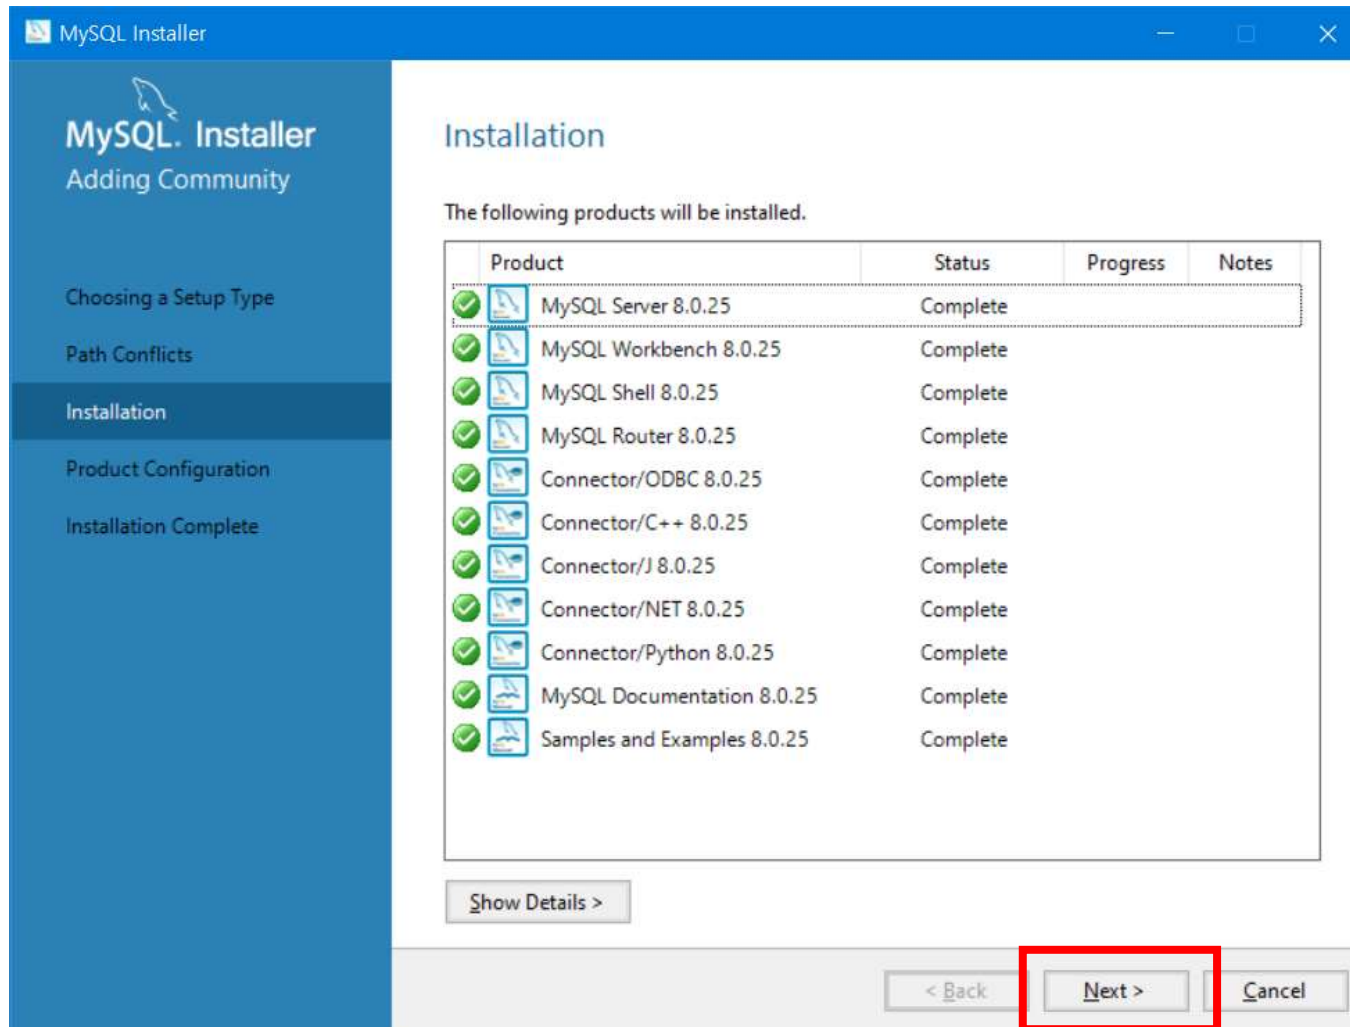 MySQL Installer
MySQL. Installer
Adding Community
Choosing a Setup Type
Path Conflicts
Installation
Product Configuration
Installation Complete
Installation
The following products will be installed.
Product Status Progress Notes
MySQL Server 8.0.25 Complete
MySQL Workbench 8.0.25 Complete
MySQL Shell 8.0.25 Complete
MySQL Router 8.0.25 Complete
Connector/ODBC 8.0.25 Complete
Connector/C++ 8.0.25 Complete
Connector/J 8.0.25 Complete
Connector/NET 8.0.25 Complete
Connector/Python 8.0.25 Complete
MySQL Documentation 8.0.25 Complete
Samples and Examples 8.0.25 Complete
Show Details >
< Back Next > Cancel